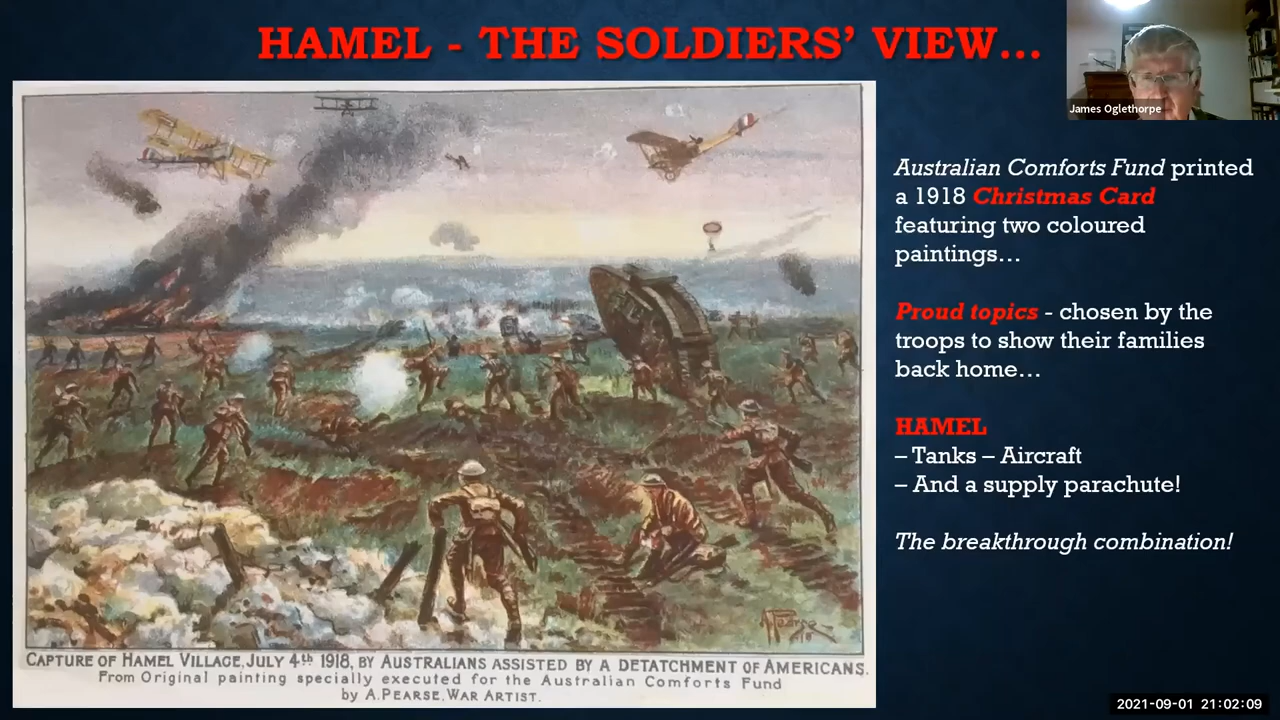 HAMEL - THE SOLDIERS’ VIEW...
James Oglethorpe
Australian Comforts Fund printed
a 1918 Christmas Card
featuring two coloured
paintings...
Proud topics - chosen by the
troops to show their families
back home...
HAMEL
– Tanks – Aircraft
– And a supply parachute!
The breakthrough combination!
A. Pearse
CAPTURE OF HAMEL VILLAGE, JULY 4th 1918, BY AUSTRALIANS ASSISTED BY A DETATCHMENT OF AMERICANS.
From Original painting specially executed for the Australian Comforts Fund
by A. PEARSE. WAR ARTIST.
2021-09-01 21:02:09